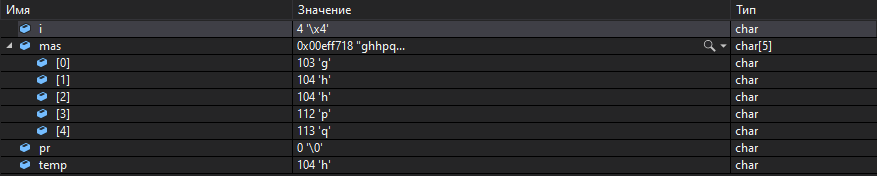 Имя Значение Тип
i 4 '\x4' char
mas 0x00eff718 "ghhpq... char[5]
[0] 103 'g' char
[1] 104 'h' char
[2] 104 'h' char
[3] 112 'p' char
[4] 113 'q' char
pr 0 '\0' char
temp 104 'h' char